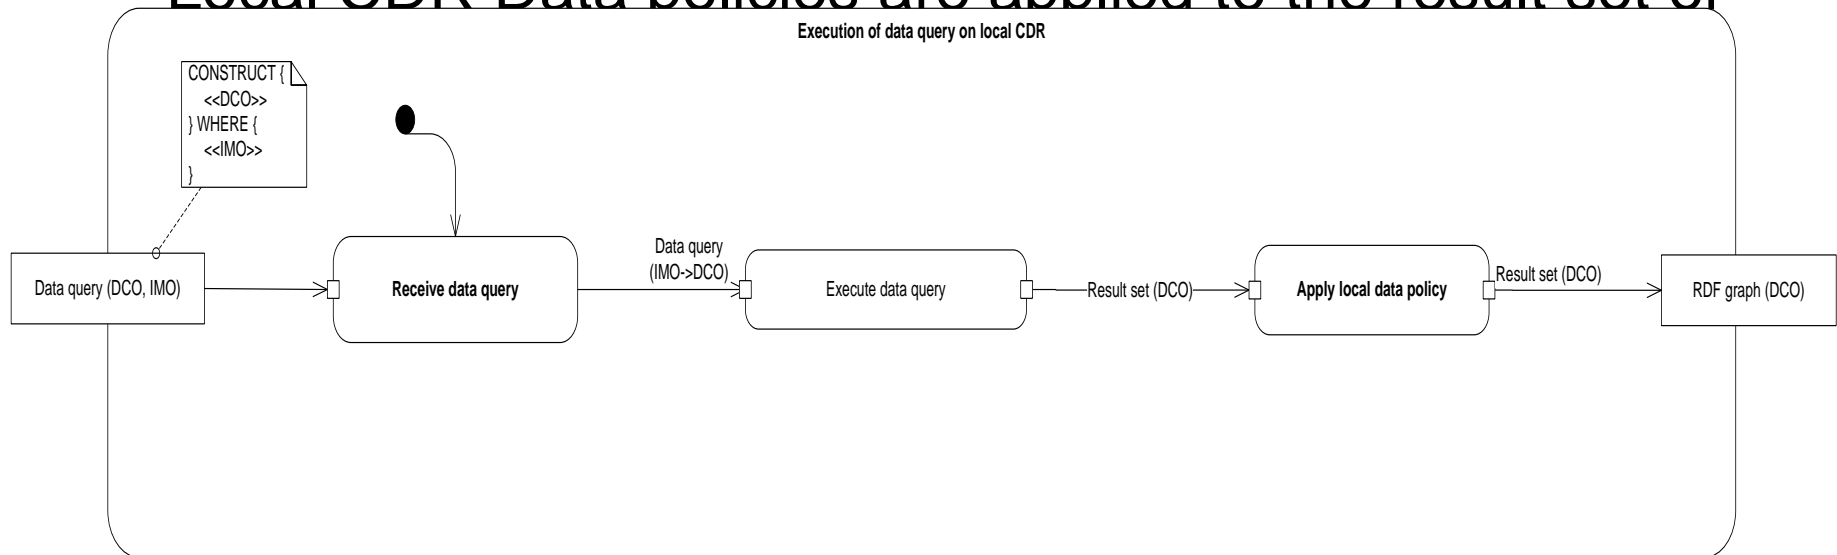 Local CDR Data policies are applied to the result set of
Execution of data query on local CDR
CONSTRUCT {
<<DCO>>
} WHERE {
<<IMO>>
}
Data query (DCO, IMO)
Receive data query
Data query
(IMO->DCO)
Execute data query
Result set (DCO)
Apply local data policy
Result set (DCO)
RDF graph (DCO)